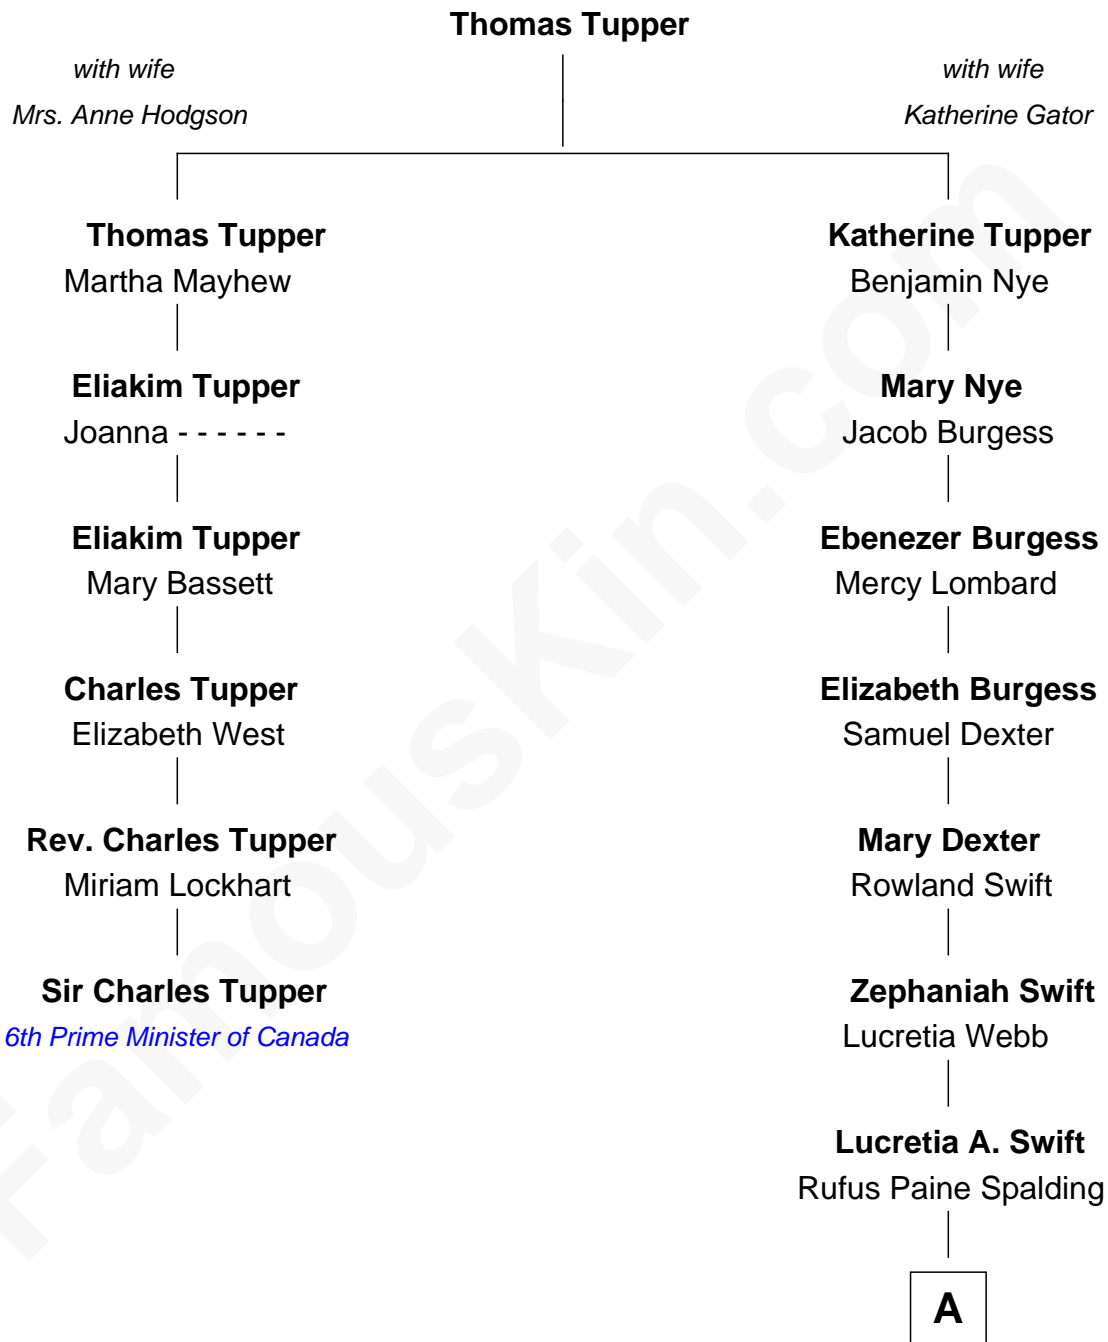 Thomas Tupper
with wife
Mrs. Anne Hodgson
with wife
Katherine Gator
Thomas Tupper
Martha Mayhew
Eliakim Tupper
Joanna - - - - - -
Eliakim Tupper
Mary Bassett
Charles Tupper
Elizabeth West
Rev. Charles Tupper
Miriam Lockhart
Sir Charles Tupper
6th Prime Minister of Canada
Katherine Tupper
Benjamin Nye
Mary Nye
Jacob Burgess
Ebenezer Burgess
Mercy Lombard
Elizabeth Burgess
Samuel Dexter
Mary Dexter
Rowland Swift
Zephaniah Swift
Lucretia Webb
Lucretia A. Swift
Rufus Paine Spalding
A
FamousKin.com